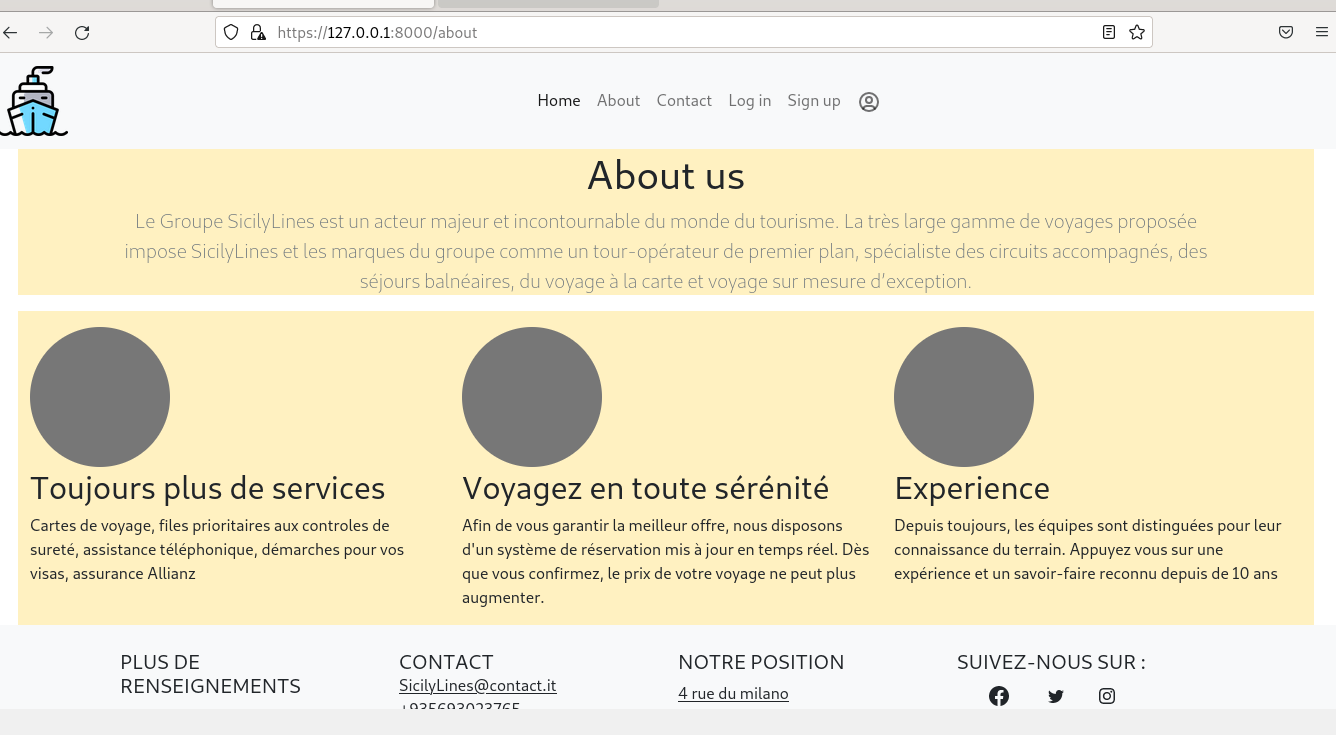 https://127.0.0.1:8000/about
Home About Contact Log in Sign up
About us
Le Groupe SicilyLines est un acteur majeur et incontournable du monde du tourisme. La très large gamme de voyages proposée
impose SicilyLines et les marques du groupe comme un tour-opérateur de premier plan, spécialiste des circuits accompagnés, des
séjours balnéaires, du voyage à la carte et voyage sur mesure d’exception.
Toujours plus de services
Cartes de voyage, files prioritaires aux controles de
sureté, assistance téléphonique, démarches pour vos
visas, assurance Allianz
Voyagez en toute sérénité
Afin de vous garantir la meilleur offre, nous disposons
d'un système de réservation mis à jour en temps réel. Dès
que vous confirmez, le prix de votre voyage ne peut plus
augmenter.
Experience
Depuis toujours, les équipes sont distinguées pour leur
connaissance du terrain. Appuyez vous sur une
expérience et un savoir-faire reconnu depuis de 10 ans
PLUS DE
RENSEIGNEMENTS
CONTACT
SicilyLines@contact.it
+935693023765
NOTRE POSITION
4 rue du milano
SUIVEZ-NOUS SUR :